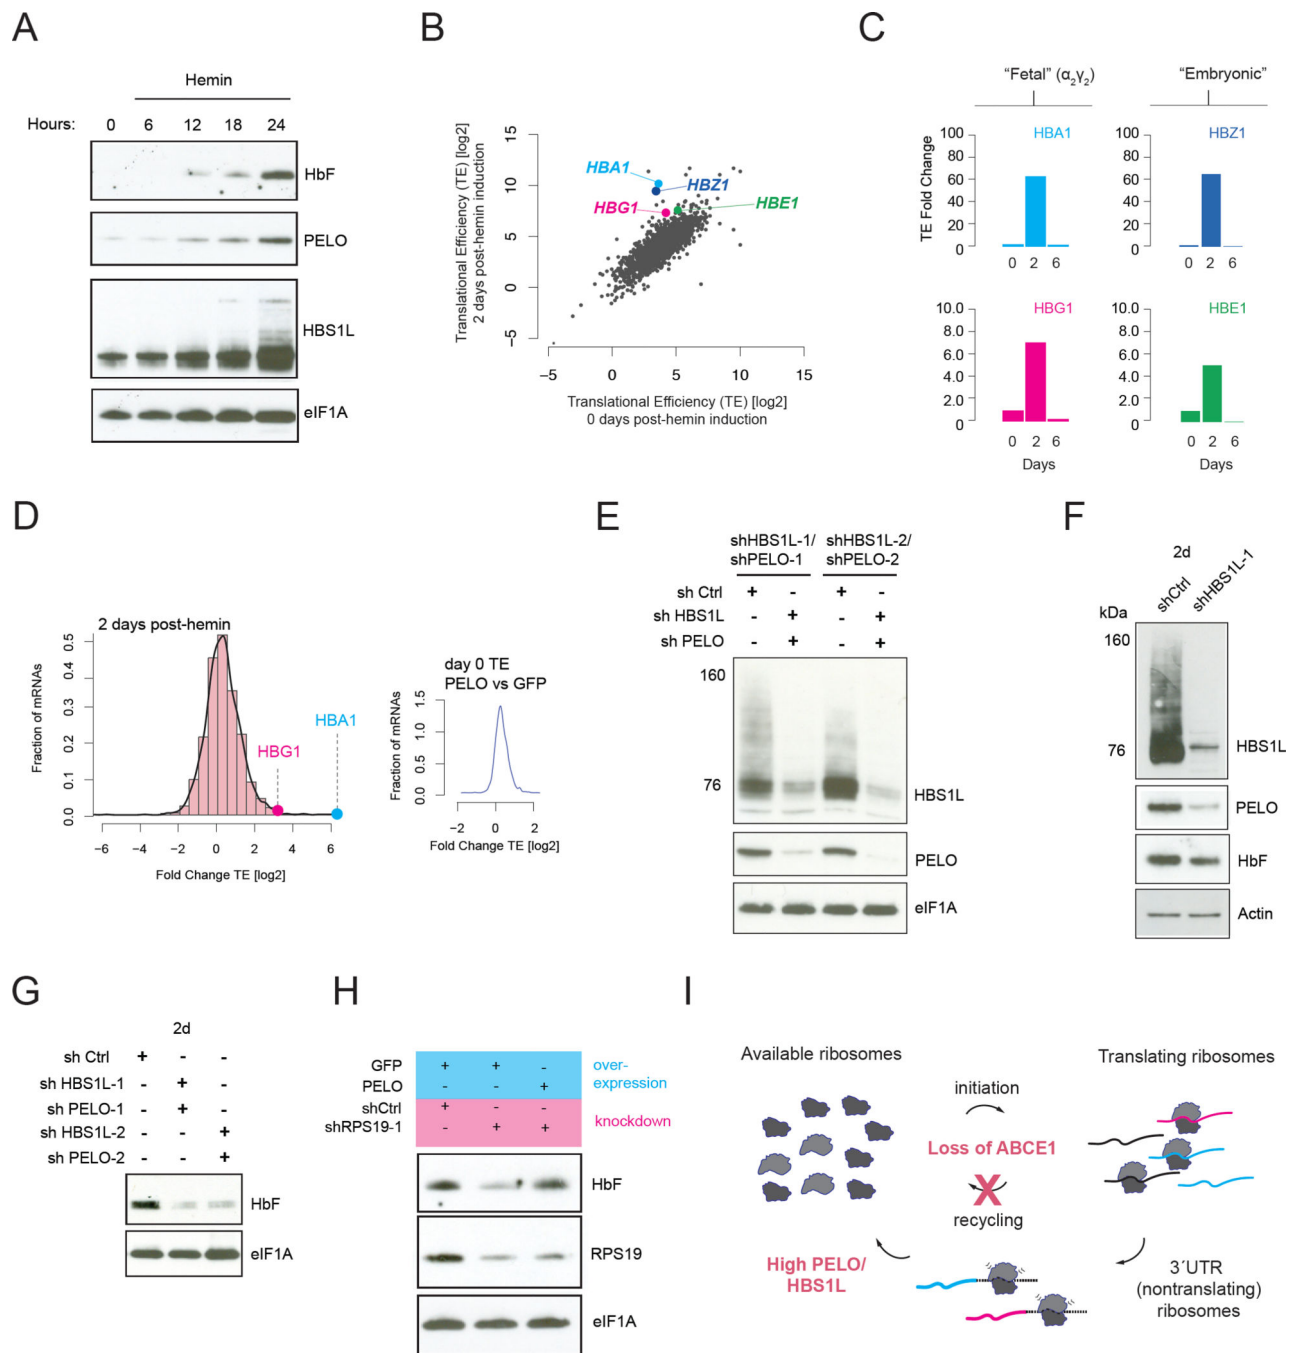 A
Hemin
Hours: 0 6 12 18 24
HbF
PELO
HBS1L
eIF1A
B
Translational Efficiency (TE) [log2]
2 days post-hemin induction
15
10
5
0
−5
HBA1
HBZ1
HBG1
HBE1
−5 0 5 10 15
Translational Efficiency (TE) [log2]
0 days post-hemin induction
C
"Fetal" (α2γ2)
"Embryonic"
TE Fold Change
100
80
60
40
20
0
HBA1
0 2 6
100
80
60
40
20
0
HBZ1
0 2 6
10.0
8.0
6.0
4.0
2.0
0
HBG1
0 2 6
Days
10.0
8.0
6.0
4.0
2.0
0
HBE1
0 2 6
Days
D
2 days post-hemin
Fraction of mRNAs
0.5
0.4
0.3
0.2
0.1
0.0
HBG1
HBA1
−6 −4 −2 0 2 4 6
Fold Change TE [log2]
day 0 TE
PELO vs GFP
Fraction of mRNAs
1.5
1.0
0.5
0.0
−2 0 2
Fold Change TE [log2]
E
shHBS1L-1/ shHBS1L-2/
shPELO-1 shPELO-2
sh Ctrl + - + -
sh HBS1L - + - +
sh PELO - + - +
160
76
HBS1L
PELO
eIF1A
F
2d
shCtrl
shHBS1L-1
kDa
160
76
HBS1L
PELO
HbF
Actin
G
2d
sh Ctrl + - -
sh HBS1L-1 - + -
sh PELO-1 - + -
sh HBS1L-2 - - +
sh PELO-2 - - +
HbF
eIF1A
H
GFP + + -
PELO - - +
over-
expression
shCtrl + - -
shRPS19-1 - + +
knockdown
HbF
RPS19
eIF1A
I
Available ribosomes
Translating ribosomes
initiation
Loss of ABCE1
X
recycling
High PELO/
HBS1L
3´UTR
(nontranslating)
ribosomes